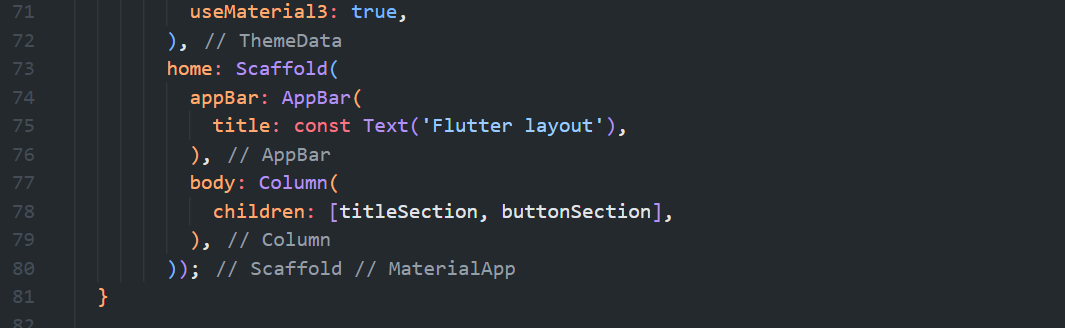 71 useMaterial3: true,
72 ), // ThemeData
73 home: Scaffold(
74 appBar: AppBar(
75 title: const Text('Flutter layout'),
76 ), // AppBar
77 body: Column(
78 children: [titleSection, buttonSection],
79 ), // Column
80 )); // Scaffold // MaterialApp
81 }
82